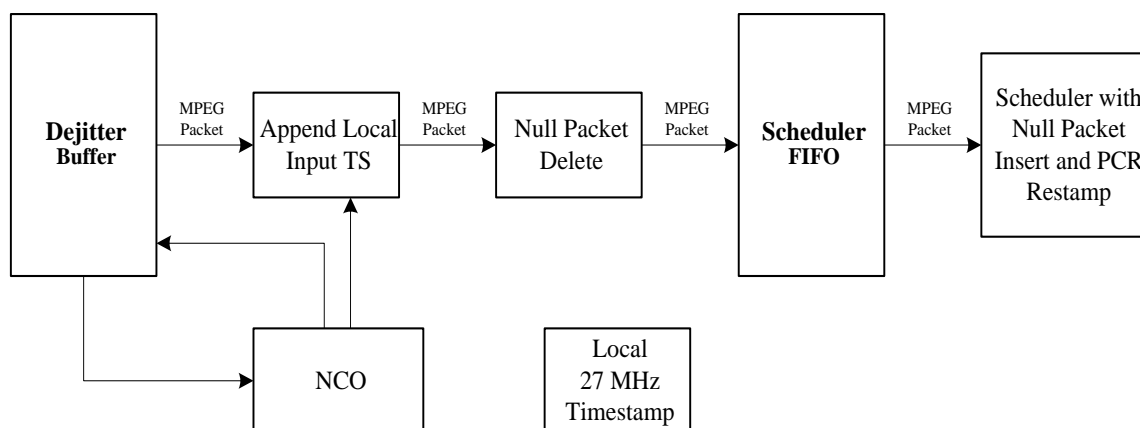 Dejitter
Buffer
MPEG
Packet
Append Local
Input TS
MPEG
Packet
Null Packet
Delete
MPEG
Packet
Scheduler
FIFO
MPEG
Packet
Scheduler with
Null Packet
Insert and PCR
Restamp
NCO
Local
27 MHz
Timestamp